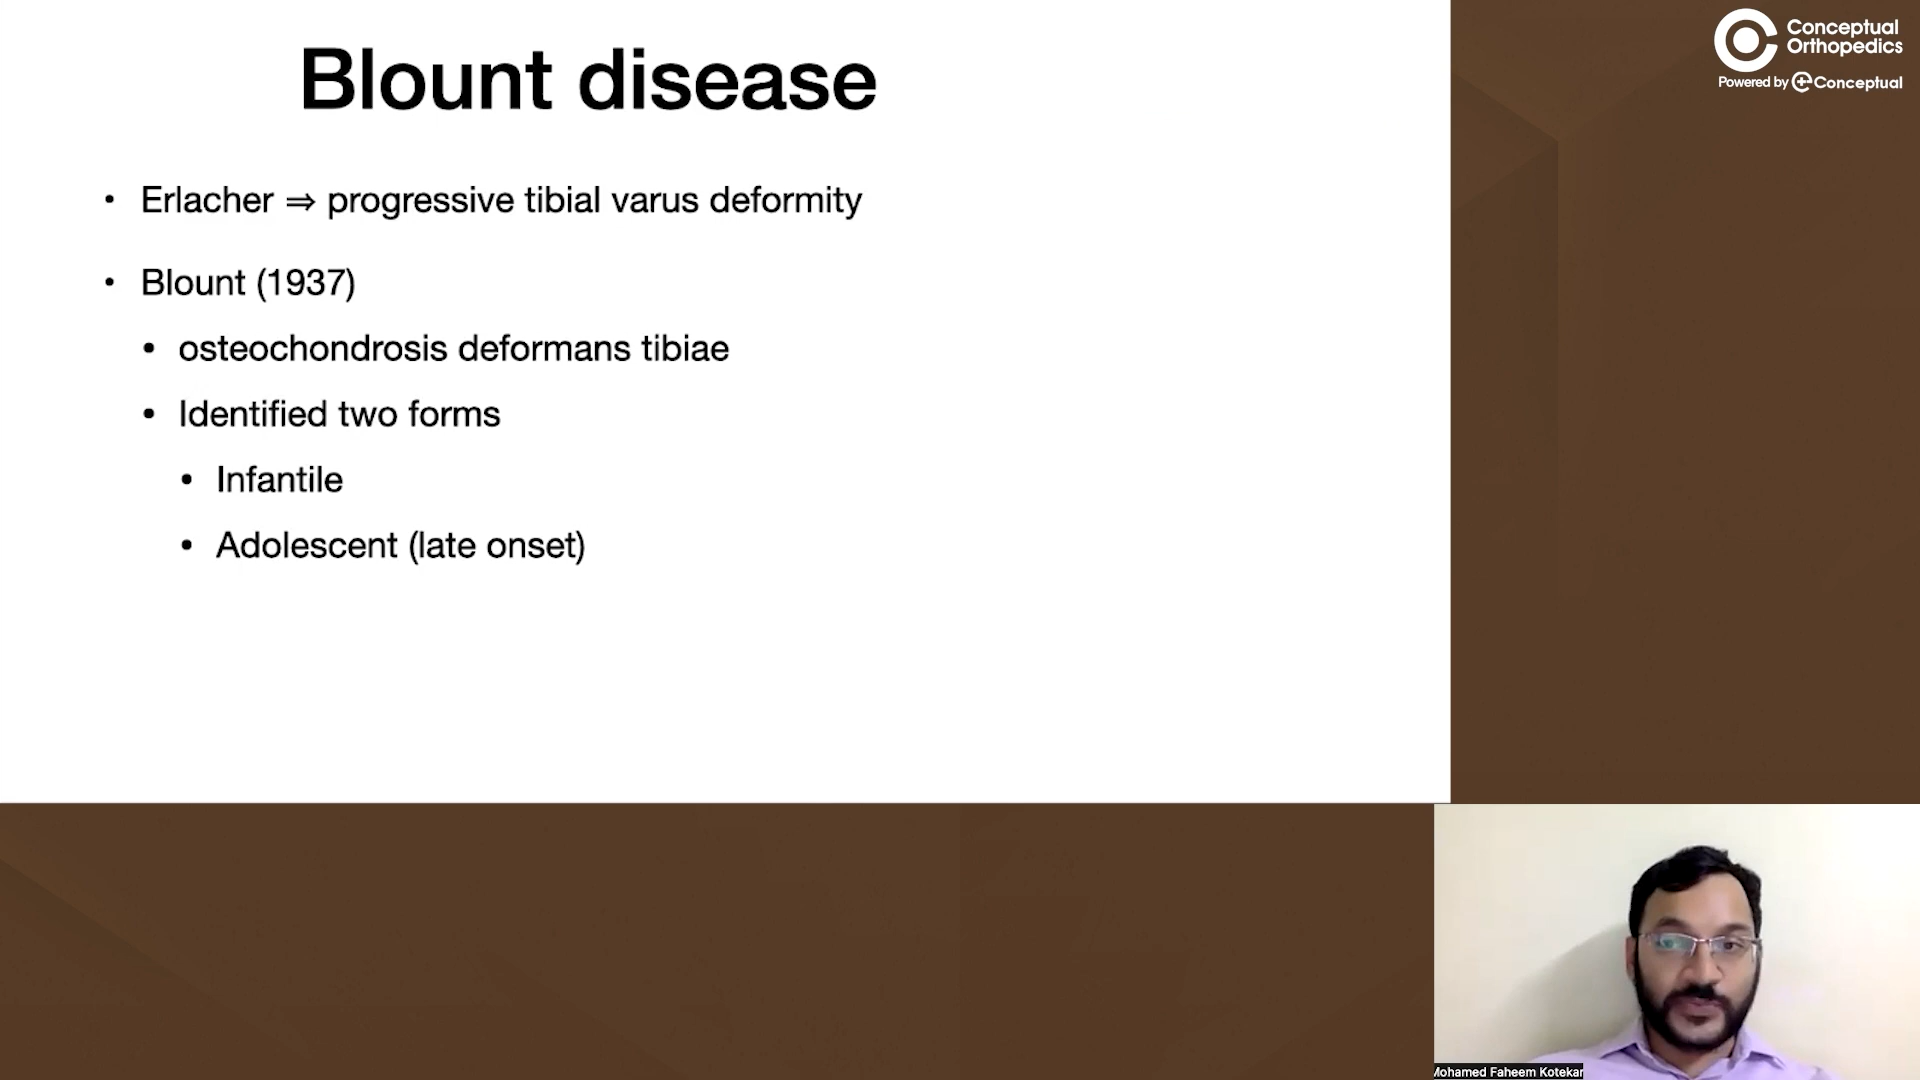 Blount disease
• Erlacher ⇒ progressive tibial varus deformity
• Blount (1937)
• osteochondrosis deformans tibiae
• Identified two forms
• Infantile
• Adolescent (late onset)
Conceptual
Orthopedics
Powered by Conceptual
Mohamed Faheem Kotekar